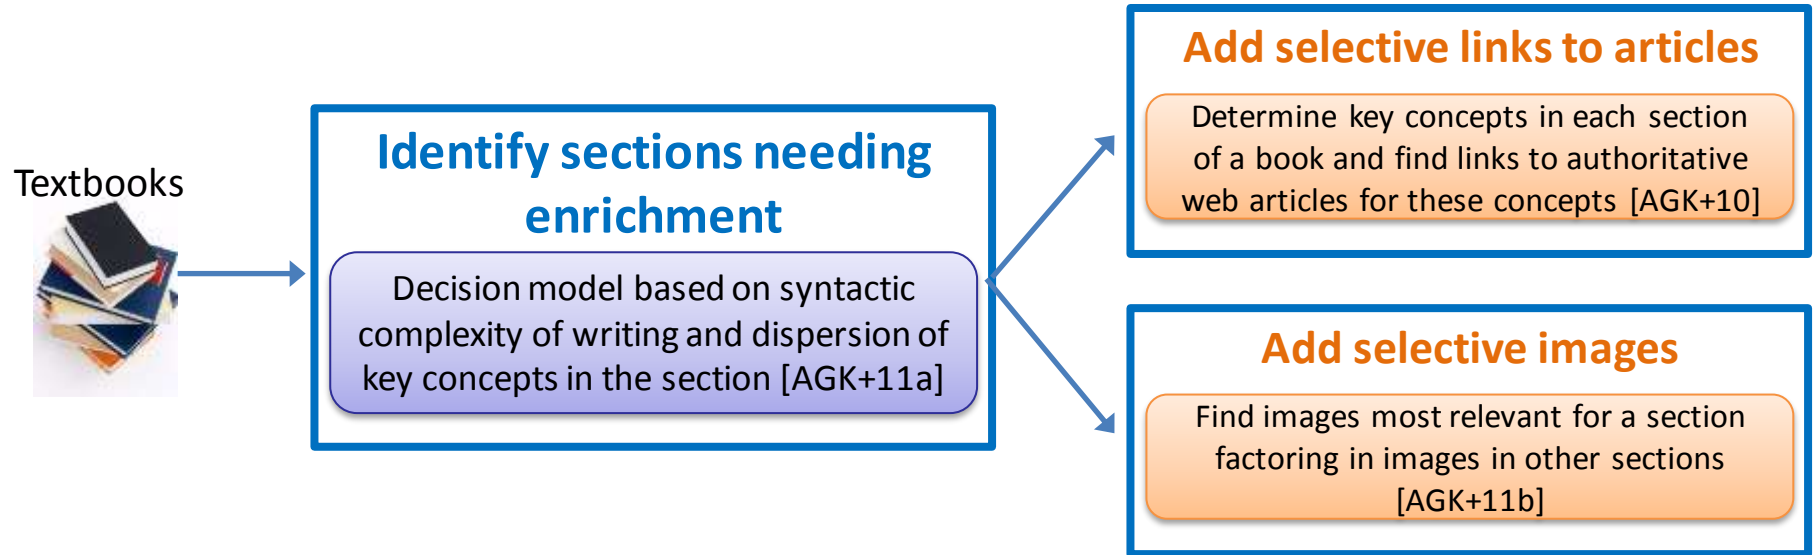 Textbooks
Identify sections needing
enrichment
Decision model based on syntactic
complexity of writing and dispersion of
key concepts in the section [AGK+11a]
Add selective links to articles
Determine key concepts in each section
of a book and find links to authoritative
web articles for these concepts [AGK+10]
Add selective images
Find images most relevant for a section
factoring in images in other sections
[AGK+11b]